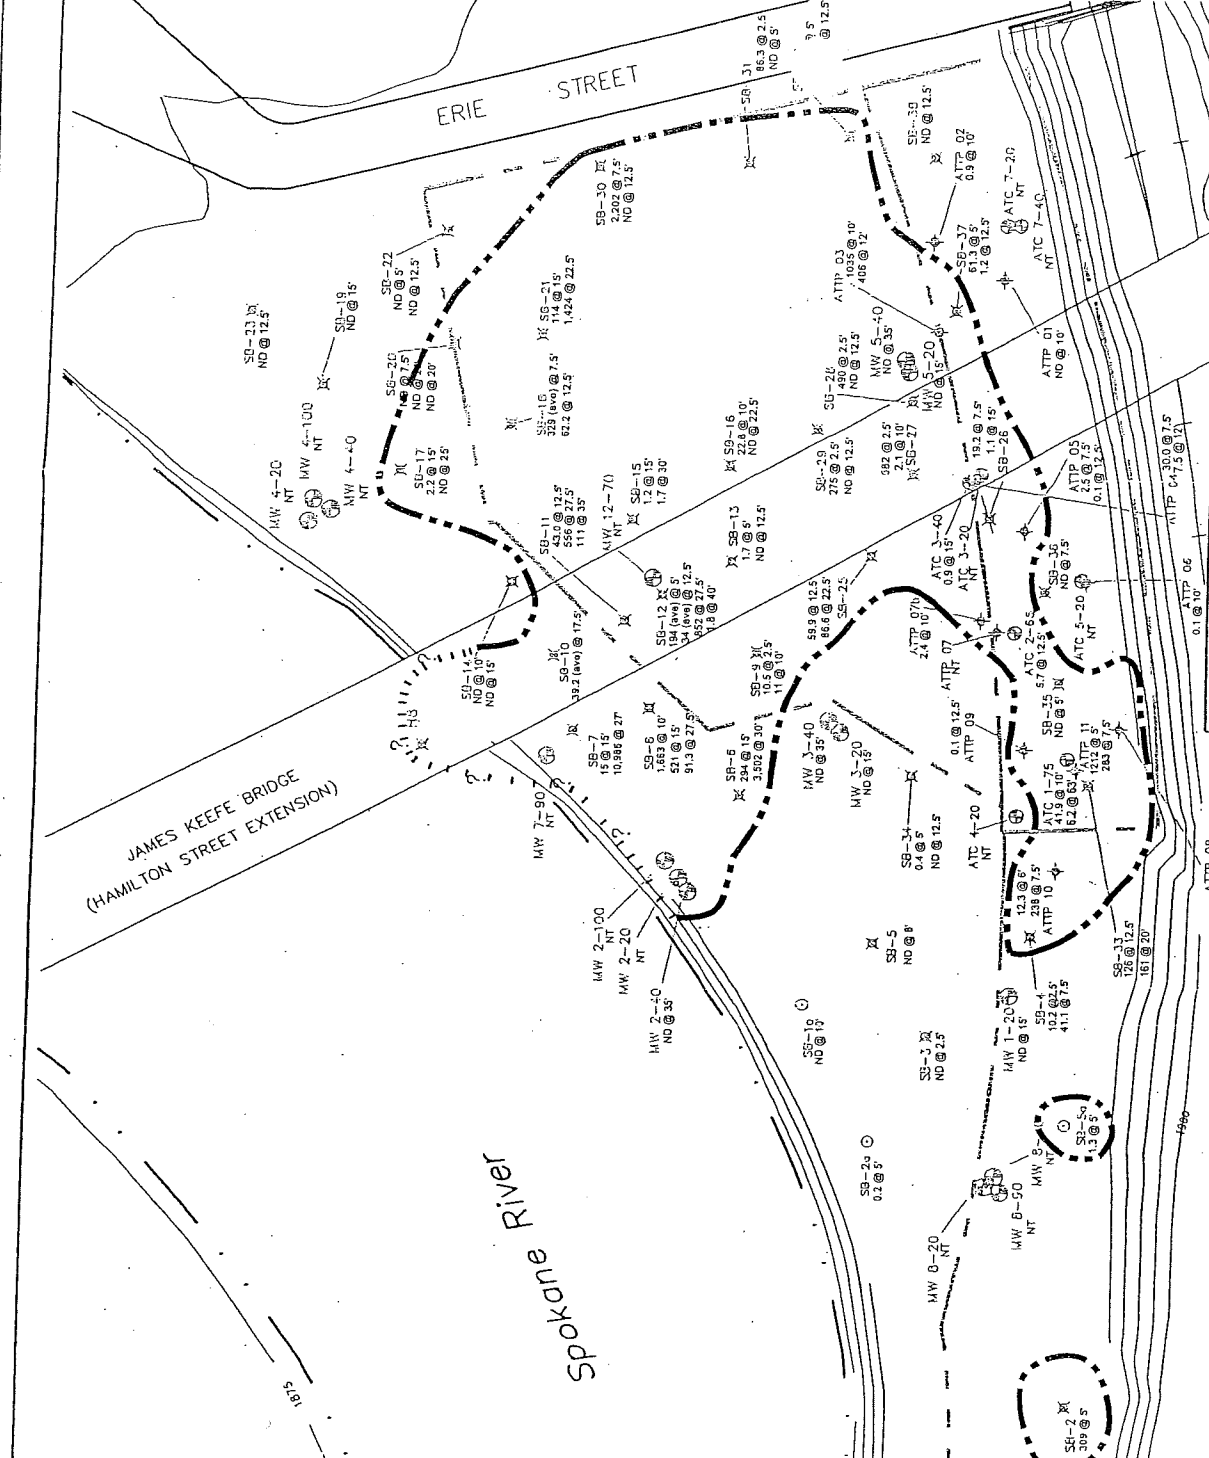 ERIE STREET
JAMES KEEFE BRIDGE
(HAMILTON STREET EXTENSION)
Spokane River
1875
1900
86.3 @ 2.5'
ND @ 5'
@ 12.5'
SB-30
2,202 @ 7.5'
ND @ 12.5'
SB-22
ND @ 5'
ND @ 12.5'
SB-23
ND @ 12.5'
SB-19
ND @ 15'
SB-21
114 @ 15'
1,424 @ 22.5'
SB-20
ND @ 20'
329 (avg) @ 7.5'
62.2 @ 12.5'
SB-17
2.2 @ 15'
ND @ 25'
MW 4-100
NT
MW 4-20
NT
MW 4-40
NT
SB-11
43.0 @ 12.5'
556 @ 27.5'
111 @ 35'
MW 12-70
NT
SB-15
1.2 @ 15'
1.7 @ 30'
SB-16
22.8 @ 10'
ND @ 22.5'
SB-13
1.7 @ 5'
ND @ 12.5'
SB-12
194 (avg) @ 5'
34 (avg) @ 12.5'
852 @ 27.5'
1.8 @ 40'
SB-14
ND @ 10'
ND @ 15'
SB-10
39.2 (avg) @ 17.5'
SB-7
15 @ 15'
10,986 @ 27'
1,663 @ 10'
521 @ 15'
91.3 @ 27.5'
294 @ 15'
3,502 @ 30'
SB-9
10.5 @ 2.5'
11 @ 10'
59.9 @ 12.5'
86.6 @ 22.5'
SB-25
MW 7-90
NT
MW 2-100
NT
MW 2-20
NT
MW 2-40
ND @ 35'
MW 3-40
ND @ 35'
MW 3-20
ND @ 15'
SB-34
0.4 @ 5'
ND @ 12.5'
SB-5
ND @ 8'
ND @ 10'
SB-3
ND @ 2.5'
0.2 @ 5'
MW 1-20
ND @ 15'
SB-4
10.2 @ 2.5'
41.1 @ 7.5'
SB-33
126 @ 12.5'
161 @ 20'
12.3 @ 6'
238 @ 7.5'
ATTP 10
ATC 4-20
NT
ATC 1-75
41.9 @ 10'
6.2 @ 63'
ATTP 11
1212 @ 5'
283 @ 7.5'
0.1 @ 12.5'
ATTP 09
SB-35
ND @ 5'
ATC 2-65
5.7 @ 12.5'
ATC 5-20
NT
ATTP 07
NT
ATTP 07b
2.4 @ 10'
SB-36
ND @ 7.5'
ATC 3-40
0.9 @ 15'
ATC 3-20
NT
ATTP 06
0.1 @ 10'
ATTP 04
30.0 @ 7.5'
47.5 @ 12'
ATTP 05
2.5 @ 7.5'
0.1 @ 12.5'
19.2 @ 7.5'
1.1 @ 15'
SB-26
682 @ 2.5'
2.1 @ 10'
SB-27
SB-29
275 @ 2.5'
ND @ 12.5'
SB-28
490 @ 2.5'
ND @ 12.5'
MW 5-40
ND @ 35'
MW 5-20
ND @ 15'
ATTP 03
1035 @ 10'
406 @ 12'
ATTP 01
ND @ 10'
SB-37
61.3 @ 5'
1.2 @ 12.5'
ATTP 02
0.9 @ 10'
ND @ 12.5'
ATC 7-20
NT
ATC 7-40
NT
MW 8-20
NT
MW 8-90
NT
1.3 @ 5'
309 @ 5'